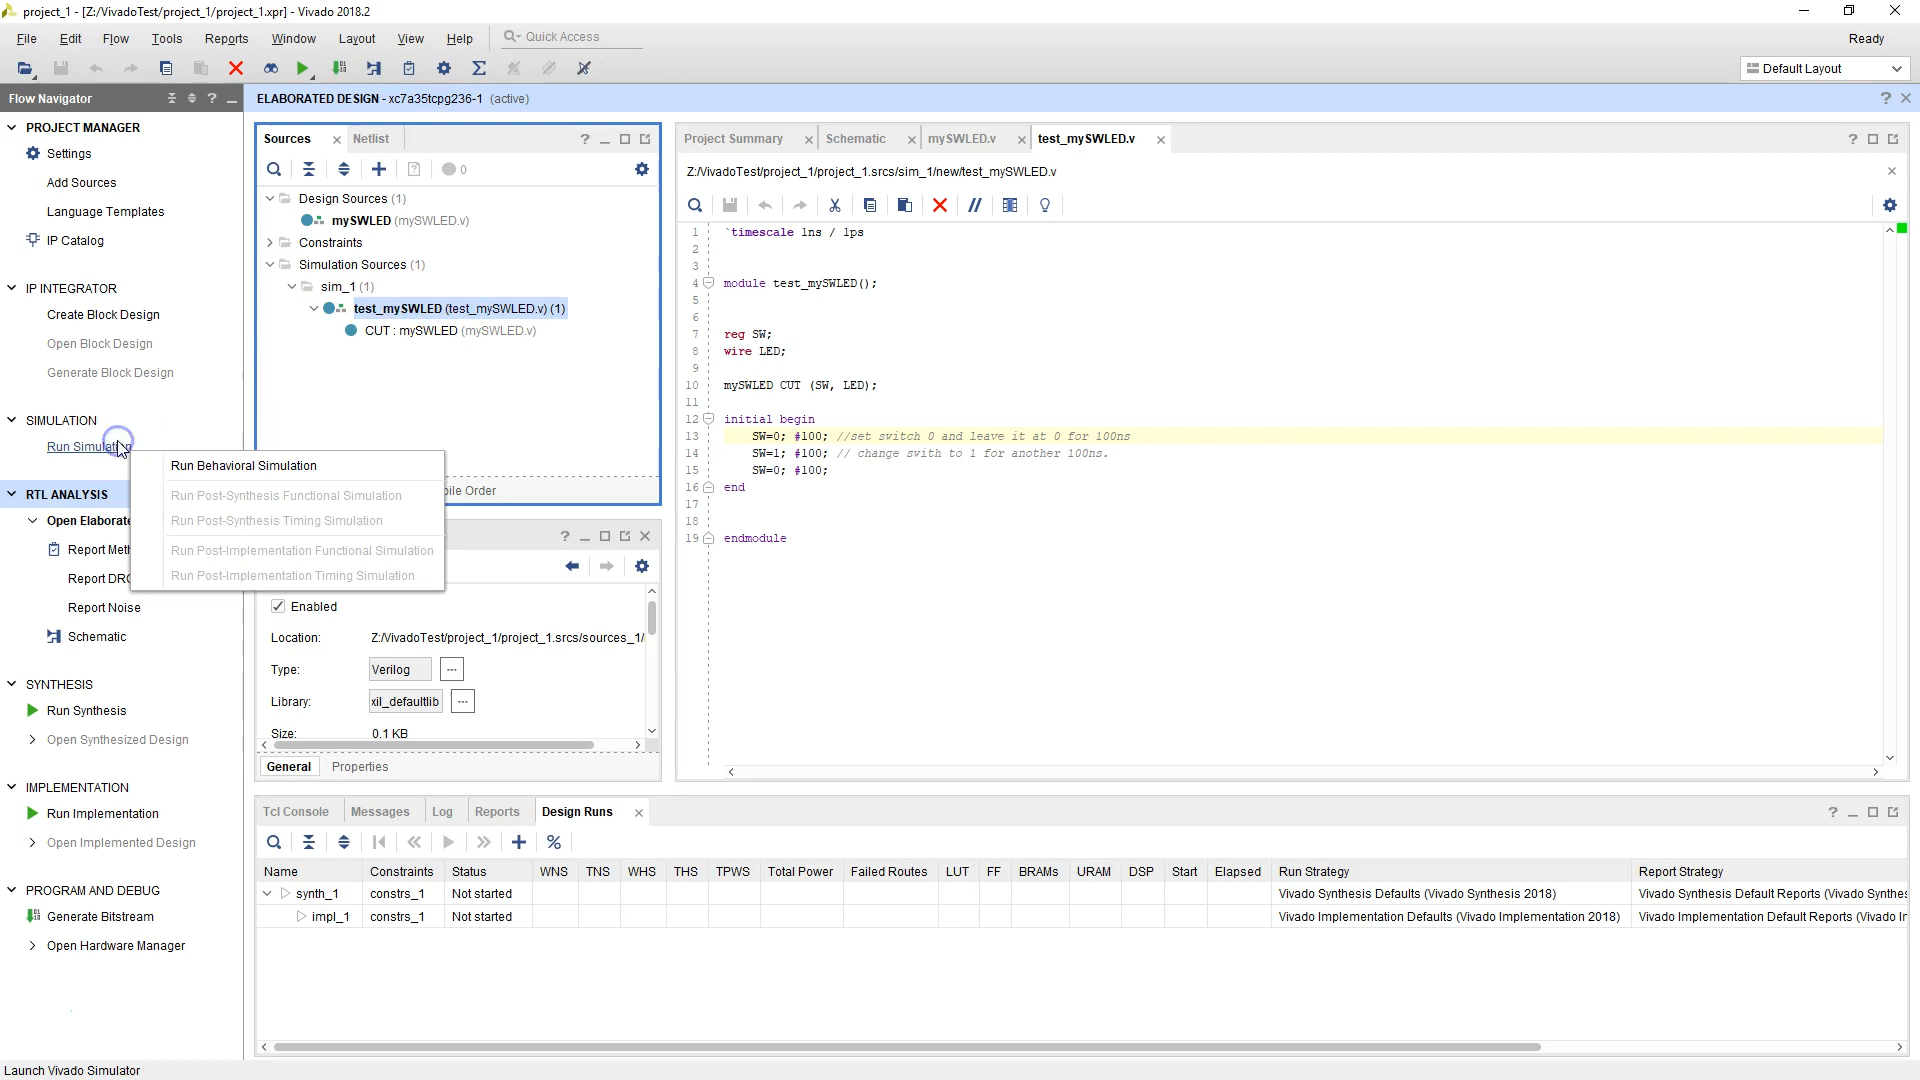 project_1 - [Z:/VivadoTest/project_1/project_1.xpr] - Vivado 2018.2
File Edit Flow Tools Reports Window Layout View Help Quick Access Ready
Default Layout
Flow Navigator
ELABORATED DESIGN - xc7a35tcpg236-1 (active)
PROJECT MANAGER
Settings
Add Sources
Language Templates
IP Catalog
IP INTEGRATOR
Create Block Design
Open Block Design
Generate Block Design
SIMULATION
Run Simulation
RTL ANALYSIS
Open Elaborate
Report Meth
Report DRC
Report Noise
Schematic
SYNTHESIS
Run Synthesis
Open Synthesized Design
IMPLEMENTATION
Run Implementation
Open Implemented Design
PROGRAM AND DEBUG
Generate Bitstream
Open Hardware Manager
Run Behavioral Simulation
Run Post-Synthesis Functional Simulation
Run Post-Synthesis Timing Simulation
Run Post-Implementation Functional Simulation
Run Post-Implementation Timing Simulation
Sources Netlist
0
Design Sources (1)
mySWLED (mySWLED.v)
Constraints
Simulation Sources (1)
sim_1 (1)
test_mySWLED (test_mySWLED.v) (1)
CUT : mySWLED (mySWLED.v)
pile Order
Enabled
Location: Z:/VivadoTest/project_1/project_1.srcs/sources_1/
Type: Verilog ...
Library: xil_defaultlib ...
Size: 0.1 KB
General Properties
Project Summary Schematic mySWLED.v test_mySWLED.v
Z:/VivadoTest/project_1/project_1.srcs/sim_1/new/test_mySWLED.v
1 `timescale 1ns / 1ps
2
3
4 module test_mySWLED();
5
6
7 reg SW;
8 wire LED;
9
10 mySWLED CUT (SW, LED);
11
12 initial begin
13 SW=0; #100; //set switch 0 and leave it at 0 for 100ns
14 SW=1; #100; // change swith to 1 for another 100ns.
15 SW=0; #100;
16 end
17
18
19 endmodule
Tcl Console Messages Log Reports Design Runs
Name Constraints Status WNS TNS WHS THS TPWS Total Power Failed Routes LUT FF BRAMs URAM DSP Start Elapsed Run Strategy Report Strategy
synth_1 constrs_1 Not started Vivado Synthesis Defaults (Vivado Synthesis 2018) Vivado Synthesis Default Reports (Vivado Synthes
impl_1 constrs_1 Not started Vivado Implementation Defaults (Vivado Implementation 2018) Vivado Implementation Default Reports (Vivado Ir
Launch Vivado Simulator